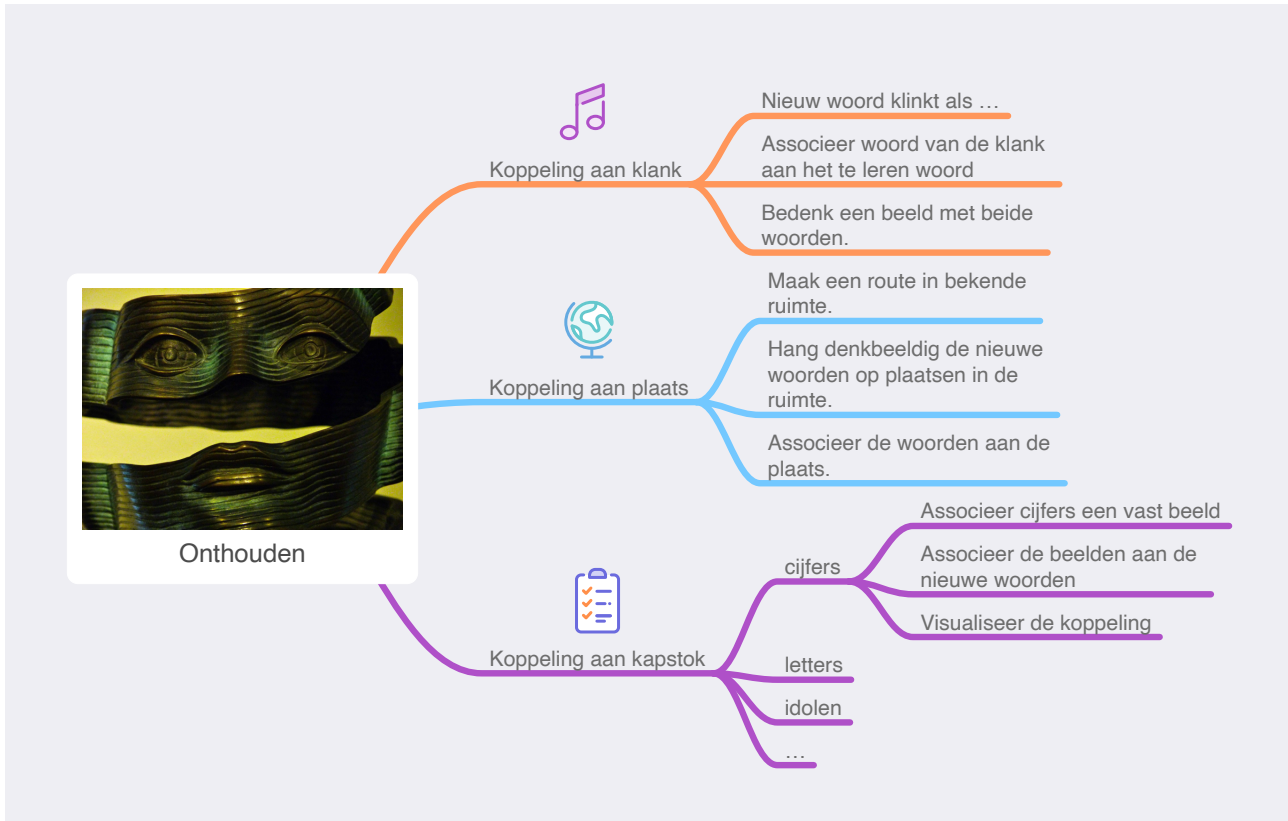 Onthouden
Koppeling aan klank
Nieuw woord klinkt als …
Associeer woord van de klank
aan het te leren woord
Bedenk een beeld met beide
woorden.
Koppeling aan plaats
Maak een route in bekende
ruimte.
Hang denkbeeldig de nieuwe
woorden op plaatsen in de
ruimte.
Associeer de woorden aan de
plaats.
Koppeling aan kapstok
cijfers
Associeer cijfers een vast beeld
Associeer de beelden aan de
nieuwe woorden
Visualiseer de koppeling
letters
idolen
…